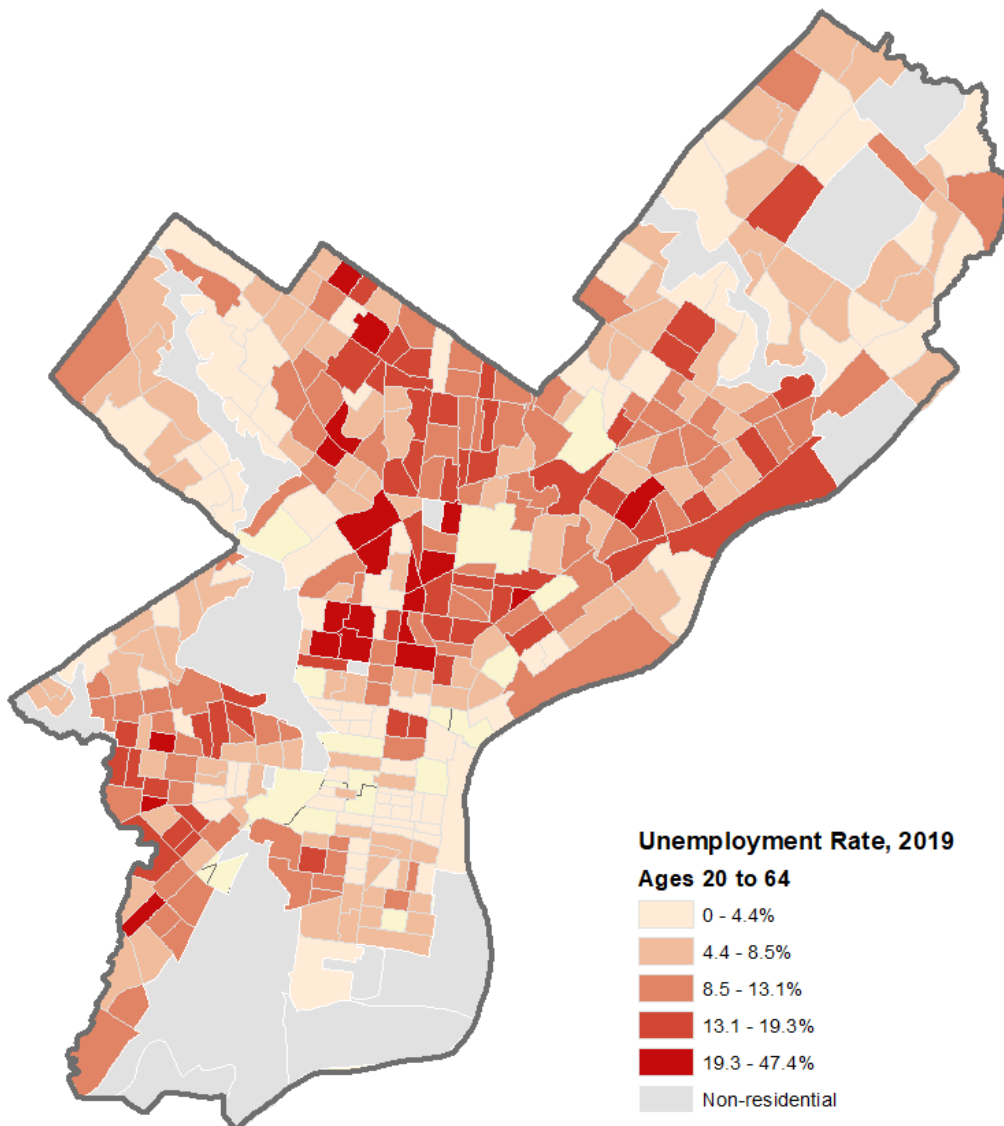 Unemployment Rate, 2019
Ages 20 to 64
0 - 4.4%
4.4 - 8.5%
8.5 - 13.1%
13.1 - 19.3%
19.3 - 47.4%
Non-residential